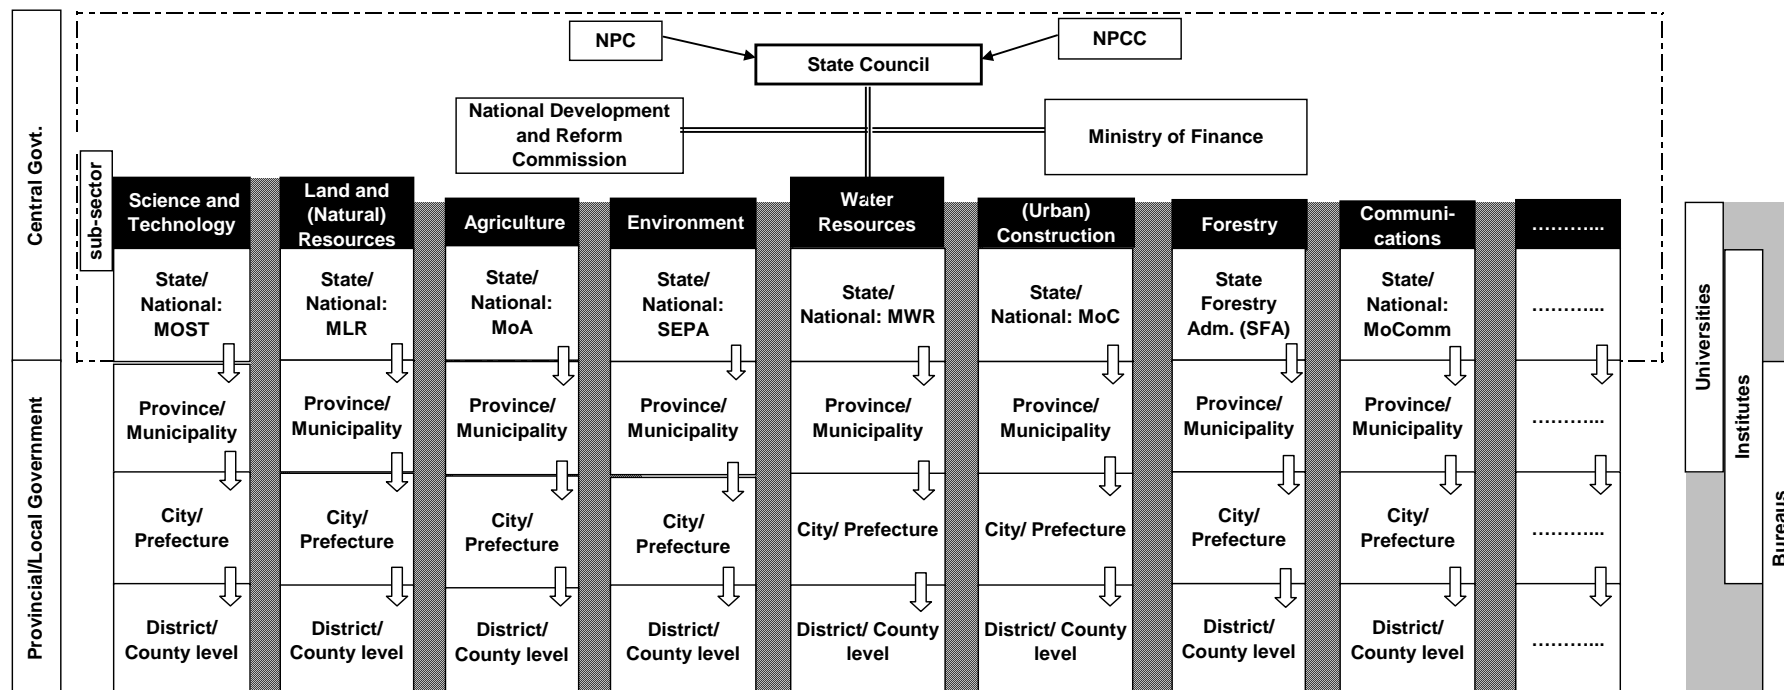 NPC
NPCC
State Council
National Development
and Reform
Commission
Ministry of Finance
Central Govt.
sub-sector
Science and
Technology
Land and
(Natural)
Resources
Agriculture
Environment
Water
Resources
(Urban)
Construction
Forestry
Communi-
cations
…………...
State/
National:
MOST
State/
National:
MLR
State/
National:
MoA
State/
National:
SEPA
State/
National: MWR
State/
National: MoC
State
Forestry
Adm. (SFA)
State/
National:
MoComm
…………...
Provincial/Local Government
Province/
Municipality
Province/
Municipality
Province/
Municipality
Province/
Municipality
Province/
Municipality
Province/
Municipality
Province/
Municipality
Province/
Municipality
…………...
City/
Prefecture
City/
Prefecture
City/
Prefecture
City/
Prefecture
City/ Prefecture
City/ Prefecture
City/
Prefecture
City/
Prefecture
…………...
District/
County level
District/
County level
District/
County level
District/
County level
District/ County
level
District/ County
level
District/
County level
District/
County level
…………...
Universities
Institutes
Bureaus